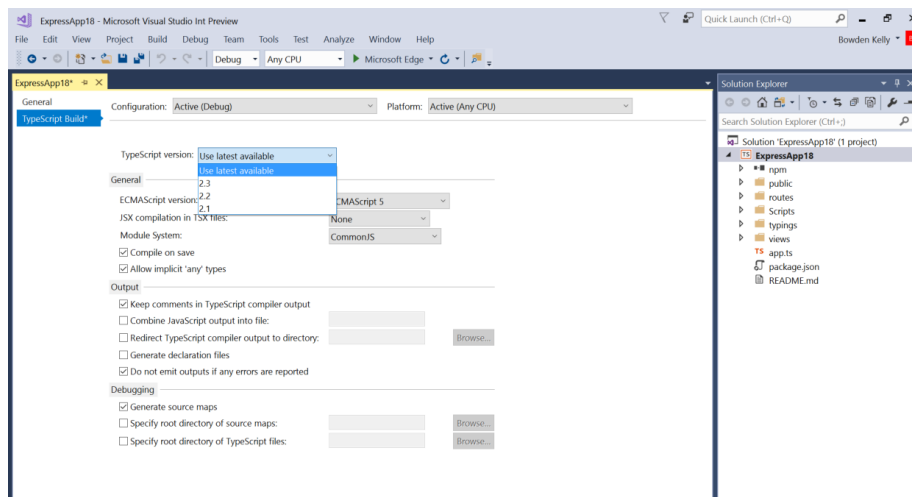 ExpressApp18 - Microsoft Visual Studio Int Preview
Quick Launch (Ctrl+Q)
File Edit View Project Build Debug Team Tools Test Analyze Window Help
Bowden Kelly
Debug Any CPU Microsoft Edge
ExpressApp18*
General
TypeScript Build*
Configuration: Active (Debug) Platform: Active (Any CPU)
TypeScript version: Use latest available
Use latest available
2.3
2.2
2.1
General
ECMAScript version: CMAScript 5
JSX compilation in TSX files: None
Module System: CommonJS
Compile on save
Allow implicit 'any' types
Output
Keep comments in TypeScript compiler output
Combine JavaScript output into file:
Redirect TypeScript compiler output to directory: Browse...
Generate declaration files
Do not emit outputs if any errors are reported
Debugging
Generate source maps
Specify root directory of source maps: Browse...
Specify root directory of TypeScript files: Browse...
Solution Explorer
Search Solution Explorer (Ctrl+;)
Solution 'ExpressApp18' (1 project)
TS ExpressApp18
npm
public
routes
Scripts
typings
views
TS app.ts
package.json
README.md